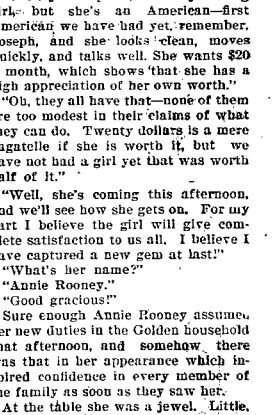 girl, but she's an American—first
American we have had yet, remember,
Joseph, and she looks clean, moves
quickly, and talks well. She wants $20
a month, which shows that she has a
high appreciation of her own worth."
"Oh, they all have that—none of them
are too modest in their claims of what
they can do. Twenty dollars is a mere
bagatelle if she is worth it, but we
have not had a girl yet that was worth
half of it."
"Well, she's coming this afternoon,
and we'll see how she gets on. For my
part I believe the girl will give com-
plete satisfaction to us all. I believe I
have captured a new gem at last!"
"What's her name?"
"Annie Rooney."
"Good gracious!"
Sure enough Annie Rooney assumed
her new duties in the Golden household
that afternoon, and somehow there
was that in her appearance which in-
spired confidence in every member of
the family as soon as they saw her.
At the table she was a jewel. Little,